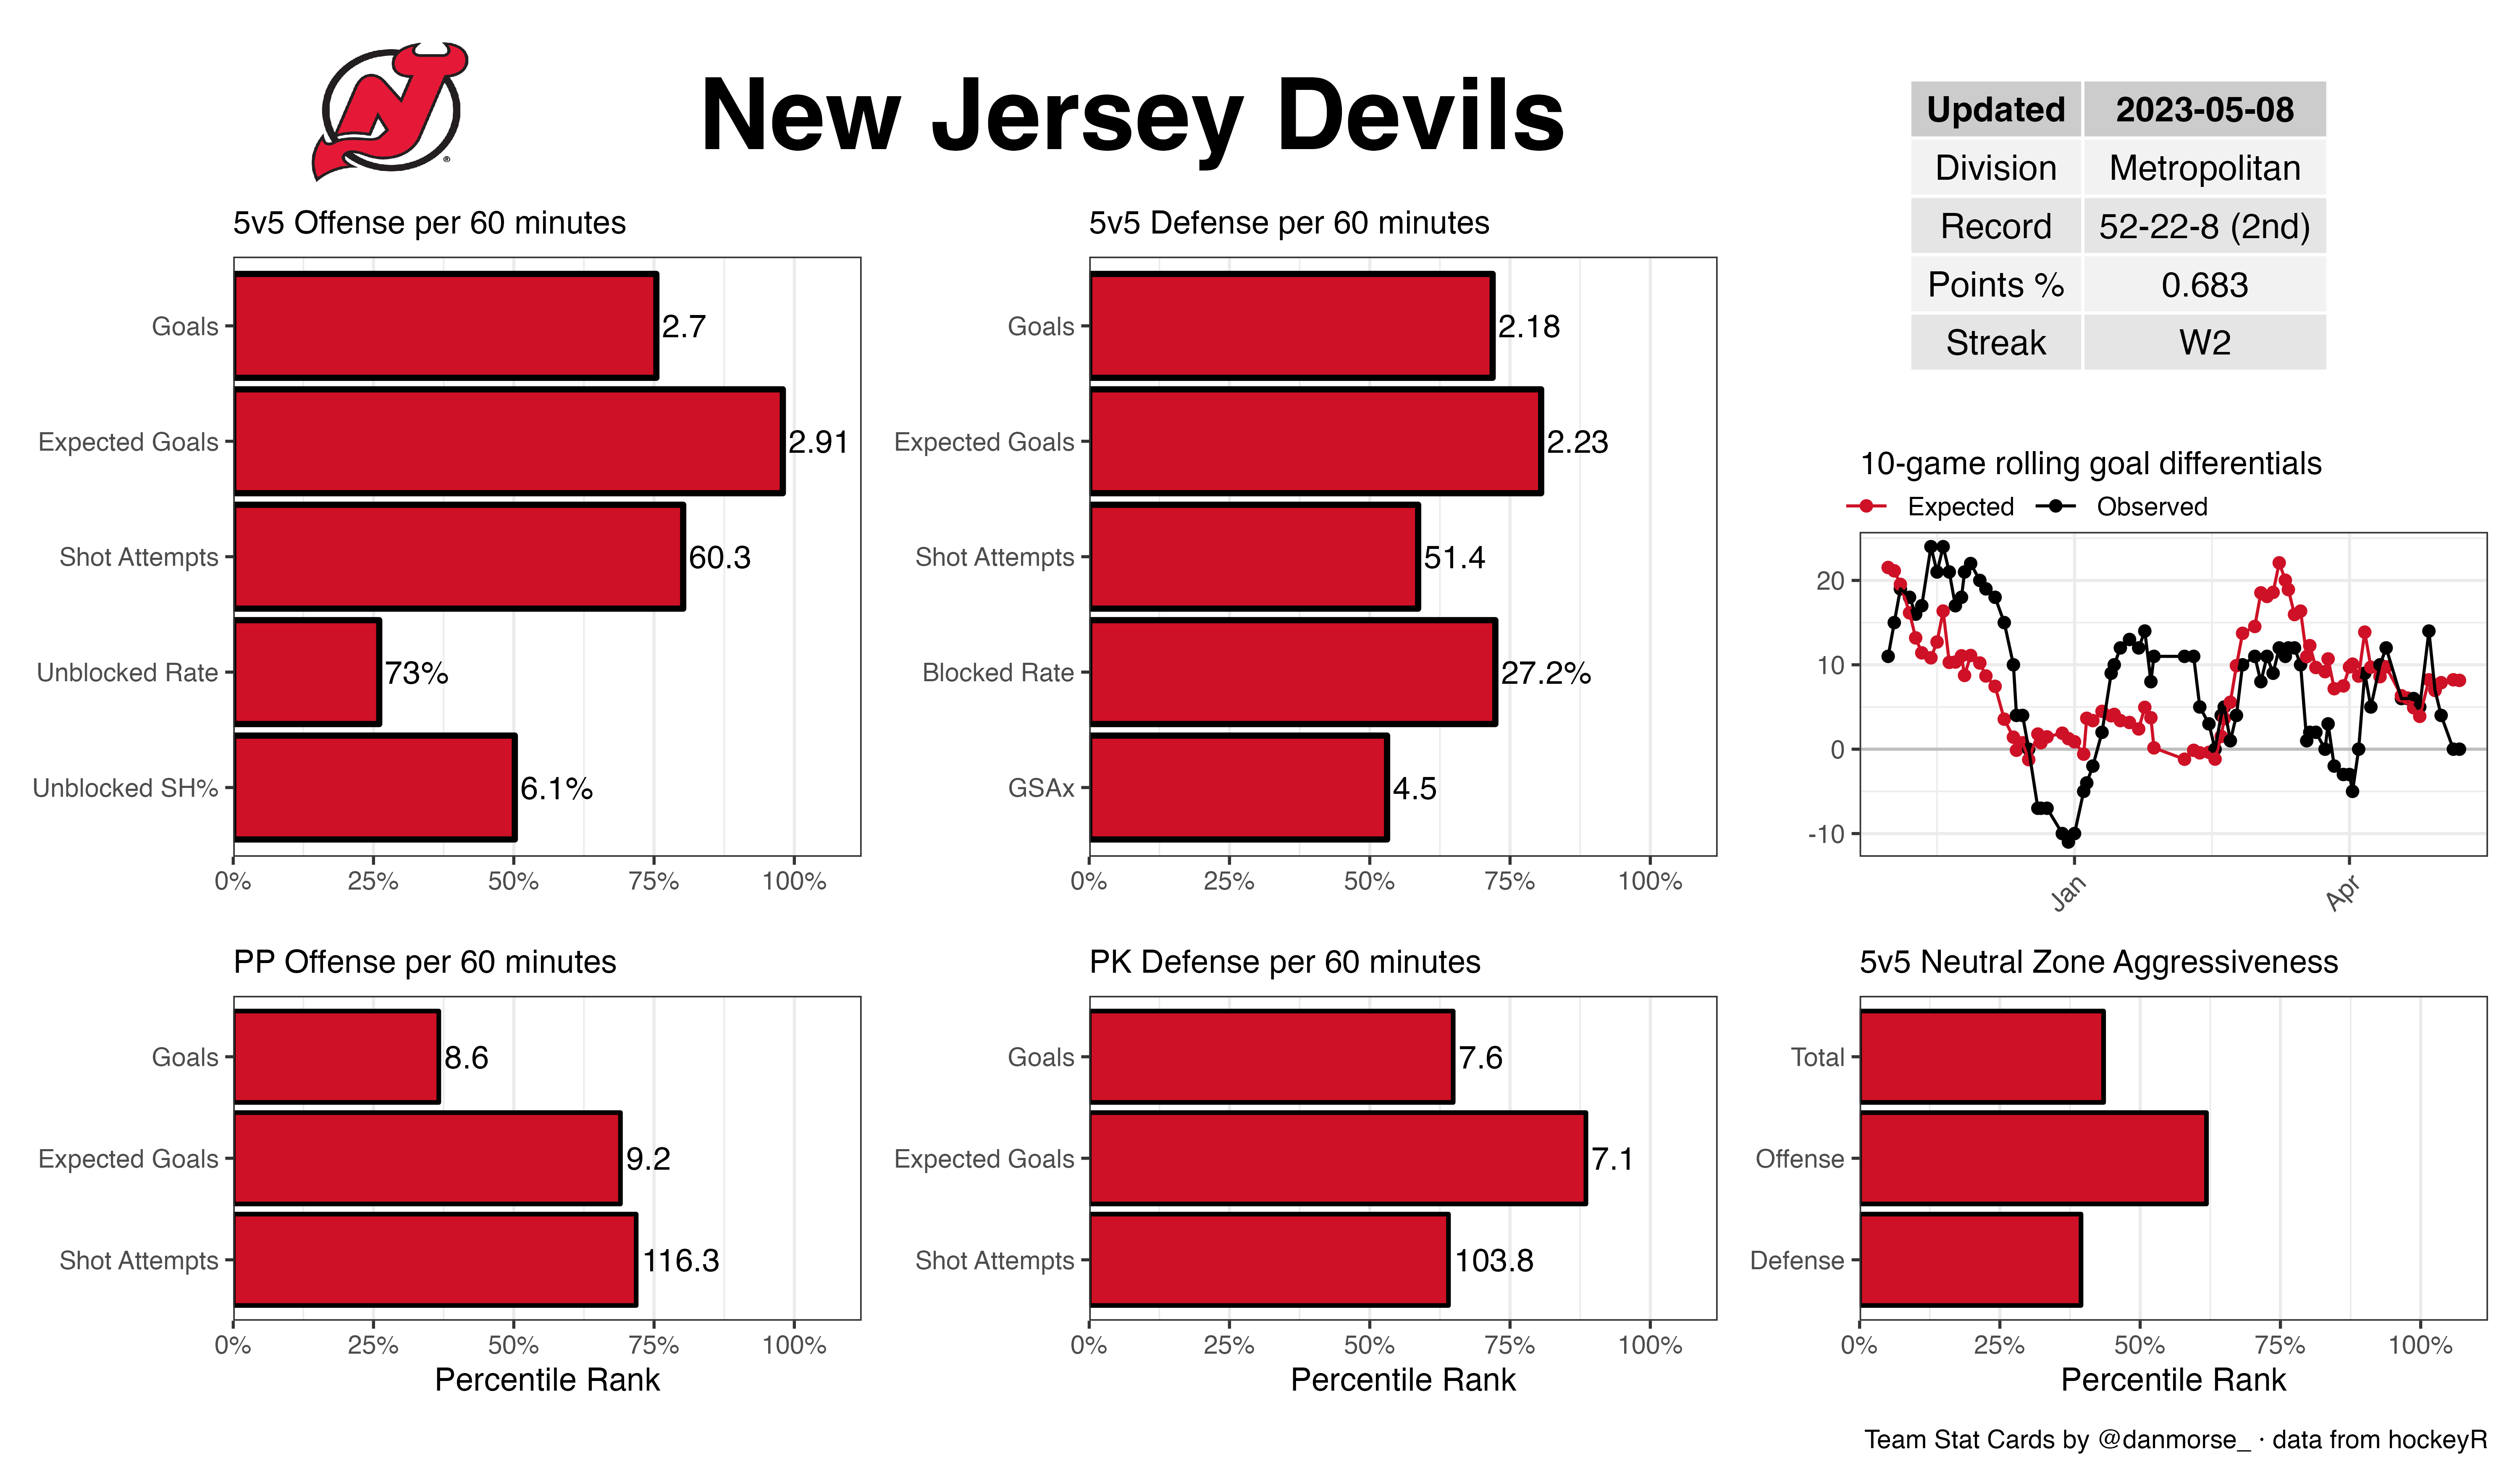 New Jersey Devils
Updated 2023-05-08
Division Metropolitan
Record 52-22-8 (2nd)
Points % 0.683
Streak W2
5v5 Offense per 60 minutes
Goals 2.7
Expected Goals 2.91
Shot Attempts 60.3
Unblocked Rate 73%
Unblocked SH% 6.1%
0% 25% 50% 75% 100%
5v5 Defense per 60 minutes
Goals 2.18
Expected Goals 2.23
Shot Attempts 51.4
Blocked Rate 27.2%
GSAx 4.5
0% 25% 50% 75% 100%
10-game rolling goal differentials
Expected Observed
20
10
0
-10
Jan Apr
PP Offense per 60 minutes
Goals 8.6
Expected Goals 9.2
Shot Attempts 116.3
0% 25% 50% 75% 100%
Percentile Rank
PK Defense per 60 minutes
Goals 7.6
Expected Goals 7.1
Shot Attempts 103.8
0% 25% 50% 75% 100%
Percentile Rank
5v5 Neutral Zone Aggressiveness
Total
Offense
Defense
0% 25% 50% 75% 100%
Percentile Rank
Team Stat Cards by @danmorse_ · data from hockeyR